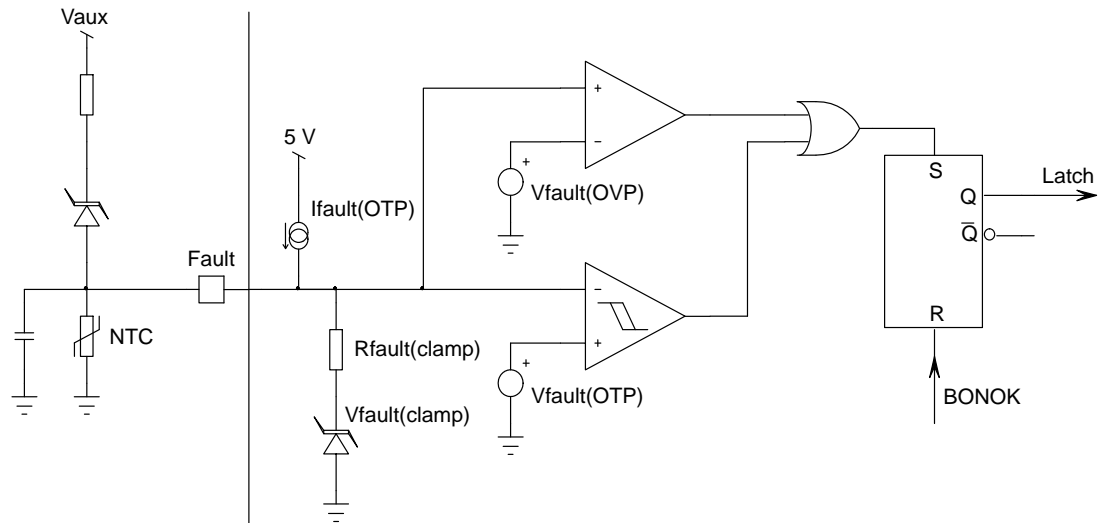 Vaux
5 V
Ifault(OTP)
Fault
NTC
Rfault(clamp)
Vfault(clamp)
+
−
+
Vfault(OVP)
−
+
+
Vfault(OTP)
S
Q
Q̅
R
Latch
BONOK